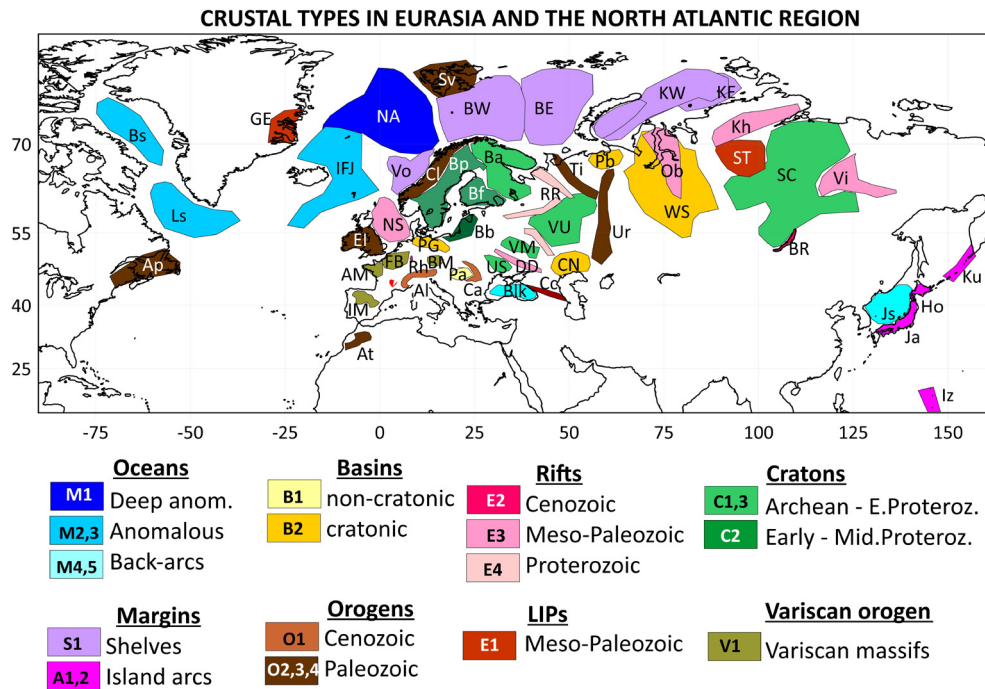 CRUSTAL TYPES IN EURASIA AND THE NORTH ATLANTIC REGION
70
55
40
25
-75
-50
-25
0
25
50
75
100
125
150
Sv
GE
NA
BW
BE
KW
KE
Bs
Kh
IFJ
Vo
Cl
Bp
Ba
Ti
Pb
Ob
ST
SC
Vi
Ls
NS
Bf
RR
WS
EI
Bb
VU
Ur
BR
Ap
PG
VM
AM
FB
Rh
BM
US
DD
CN
Pa
Al
Ca
Blk
Cc
Ku
IM
Js
Ho
Ja
At
Iz
Oceans
M1 Deep anom.
M2,3 Anomalous
M4,5 Back-arcs
Basins
B1 non-cratonic
B2 cratonic
Rifts
E2 Cenozoic
E3 Meso-Paleozoic
E4 Proterozoic
Cratons
C1,3 Archean - E.Proteroz.
C2 Early - Mid.Proteroz.
Margins
S1 Shelves
A1,2 Island arcs
Orogens
O1 Cenozoic
O2,3,4 Paleozoic
LIPs
E1 Meso-Paleozoic
Variscan orogen
V1 Variscan massifs